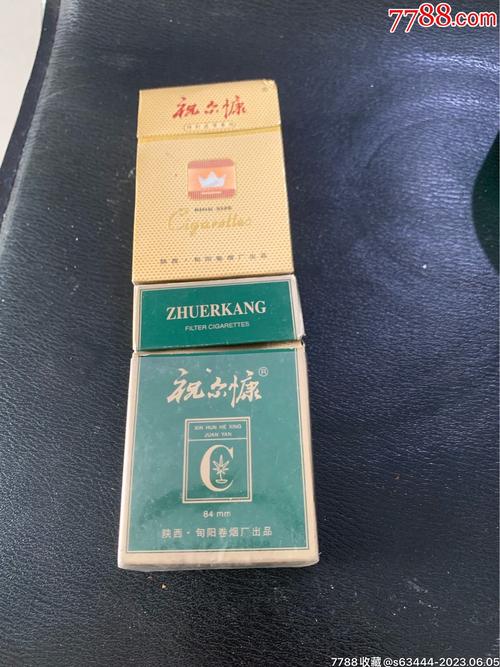 7788.com
祝尔慷
KING SIZE
Cigarettes
陕西·旬阳卷烟厂出品
ZHUERKANG
FILTER CIGARETTES
祝尔慷®
XIN HUN HE XING
JUAN YAN
C
84 mm
陕西·旬阳卷烟厂出品
7788收藏@s63444-2023.06.05